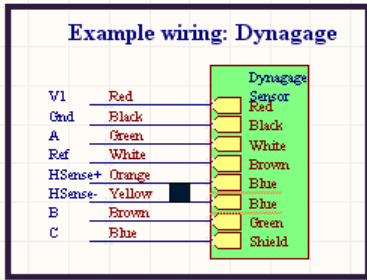 Example wiring: Dynagage
Dynagage
Sensor
V1 Red Red
Gnd Black Black
A Green White
Ref White Brown
HSense+ Orange Blue
HSense- Yellow Blue
B Brown Green
C Blue Shield